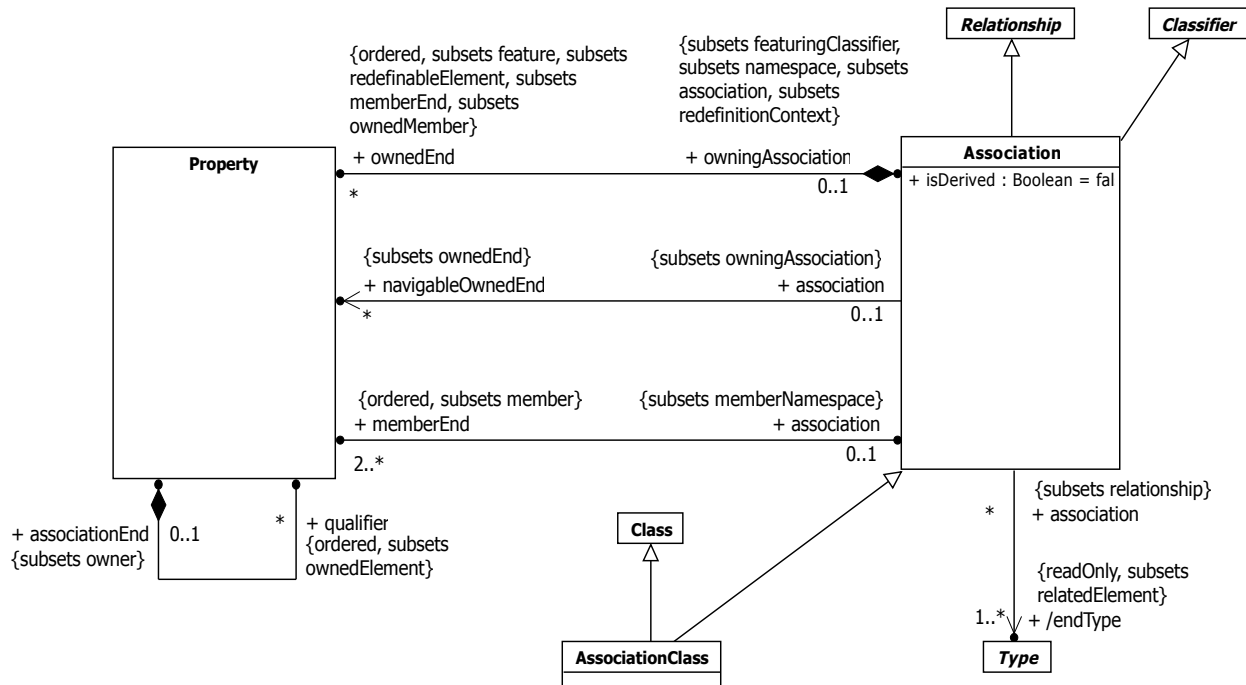 Relationship
Classifier
{ordered, subsets feature, subsets
redefinableElement, subsets
memberEnd, subsets
ownedMember}
+ ownedEnd
*
{subsets featuringClassifier,
subsets namespace, subsets
association, subsets
redefinitionContext}
+ owningAssociation
0..1
Property
Association
+ isDerived : Boolean = fal
{subsets ownedEnd}
+ navigableOwnedEnd
*
{subsets owningAssociation}
+ association
0..1
{ordered, subsets member}
+ memberEnd
2..*
{subsets memberNamespace}
+ association
0..1
+ associationEnd
{subsets owner}
0..1
*
+ qualifier
{ordered, subsets
ownedElement}
Class
AssociationClass
*
{subsets relationship}
+ association
{readOnly, subsets
relatedElement}
1..*
+ /endType
Type